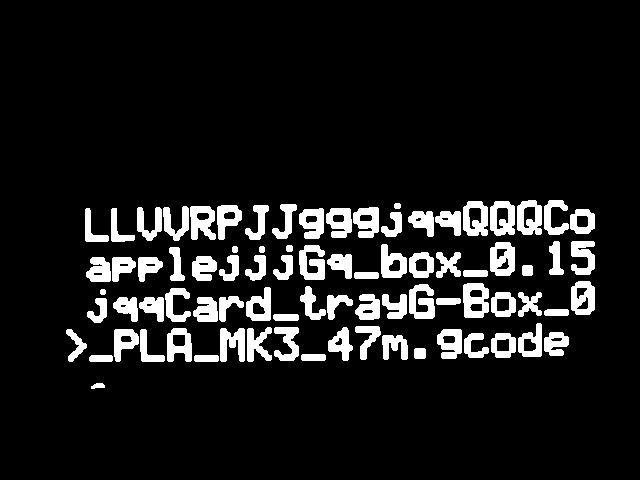 LLVVRPJJgggjqqQQQCo
applejjjGq_box_0.15
jqqCard_trayG-Box_0
>_PLA_MK3_47m.gcode